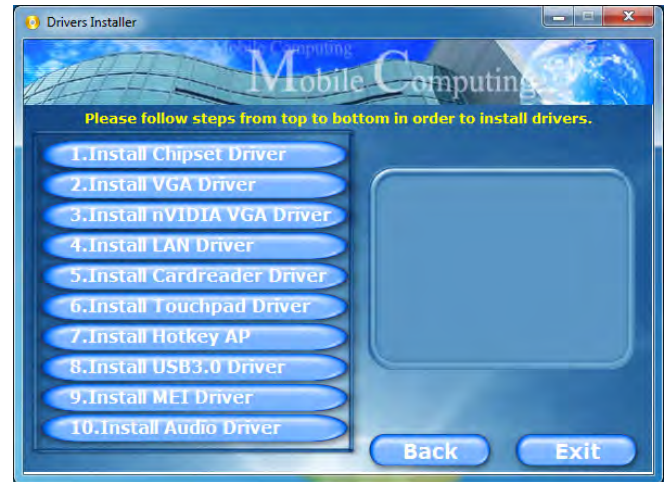 Drivers Installer
Mobile Computing
Mobile Computing
Please follow steps from top to bottom in order to install drivers.
1.Install Chipset Driver
2.Install VGA Driver
3.Install nVIDIA VGA Driver
4.Install LAN Driver
5.Install Cardreader Driver
6.Install Touchpad Driver
7.Install Hotkey AP
8.Install USB3.0 Driver
9.Install MEI Driver
10.Install Audio Driver
Back
Exit